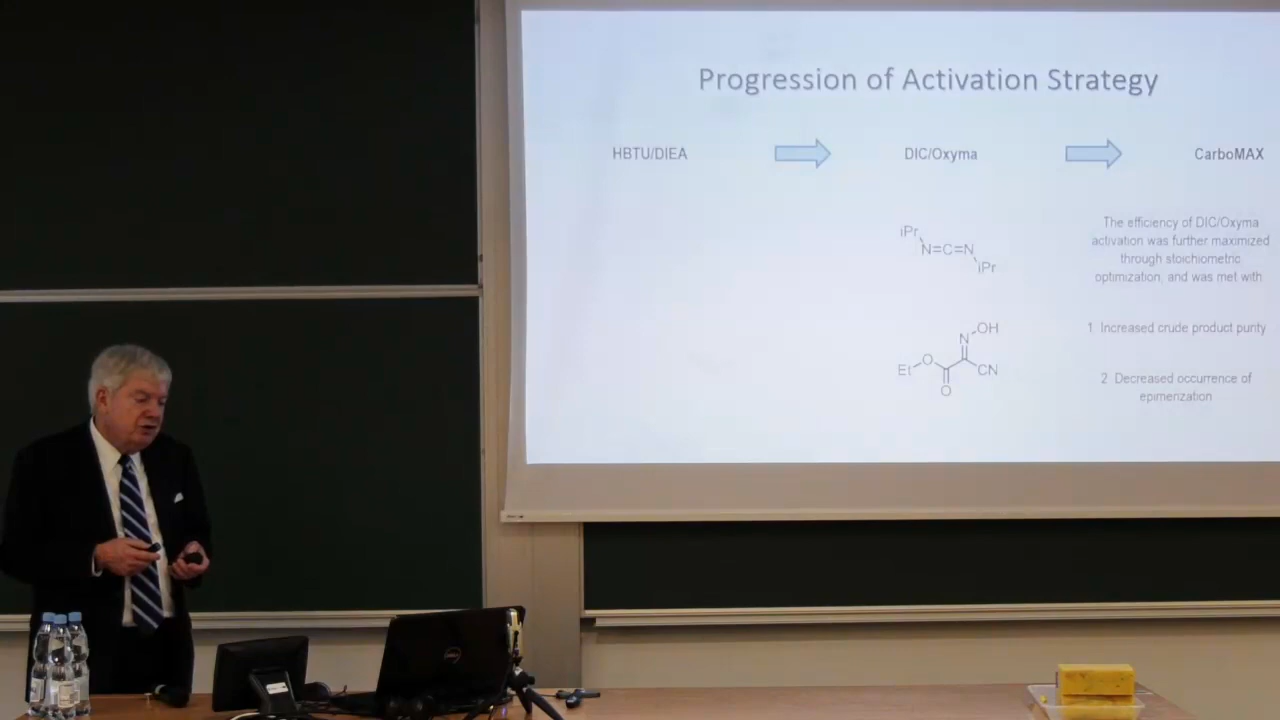 Progression of Activation Strategy
HBTU/DIEA
DIC/Oxyma
CarboMAX
iPr
N=C=N
iPr
N
OH
Et
O
O
CN
The efficiency of DIC/Oxyma
activation was further maximized
through stoichiometric
optimization, and was met with
1 Increased crude product purity
2 Decreased occurrence of
epimerization
DELL